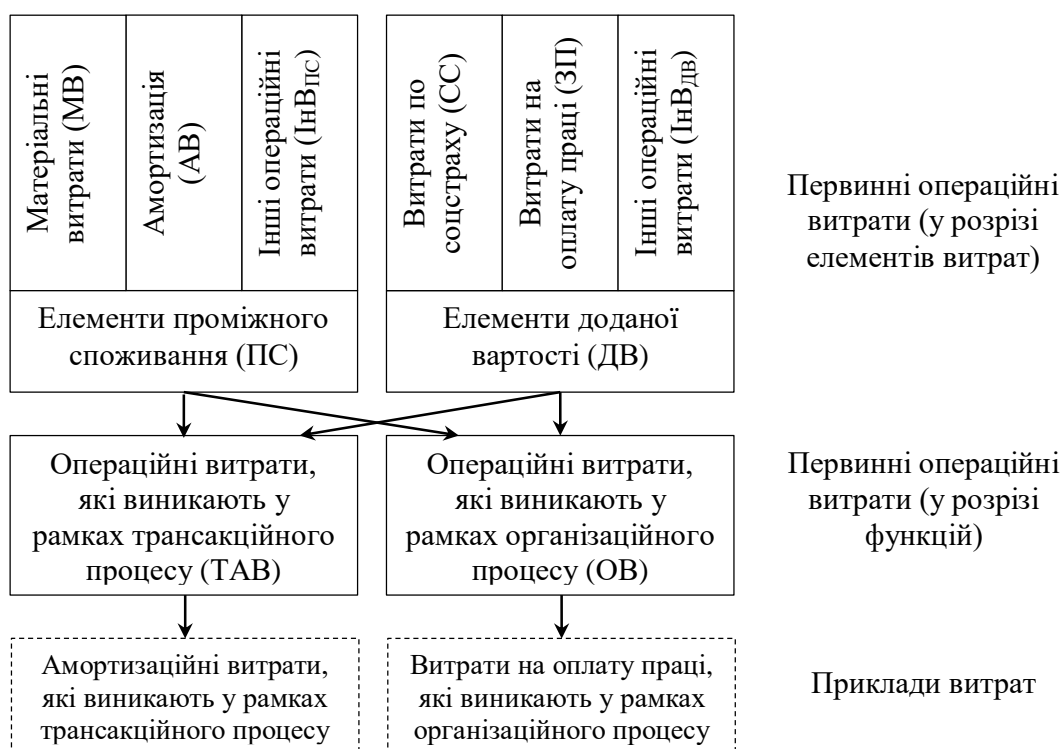 Матеріальні
витрати (МВ)
Амортизація
(АВ)
Інші операційні
витрати (ІнВПС)
Витрати по
соцстраху (СС)
Витрати на
оплату праці (ЗП)
Інші операційні
витрати (ІнВДВ)
Первинні операційні
витрати (у розрізі
елементів витрат)
Елементи проміжного
споживання (ПС)
Елементи доданої
вартості (ДВ)
Операційні витрати,
які виникають у
рамках трансакційного
процесу (ТАВ)
Операційні витрати,
які виникають у
рамках організаційного
процесу (ОВ)
Первинні операційні
витрати (у розрізі
функцій)
Амортизаційні витрати,
які виникають у рамках
трансакційного процесу
Витрати на оплату праці,
які виникають у рамках
організаційного процесу
Приклади витрат